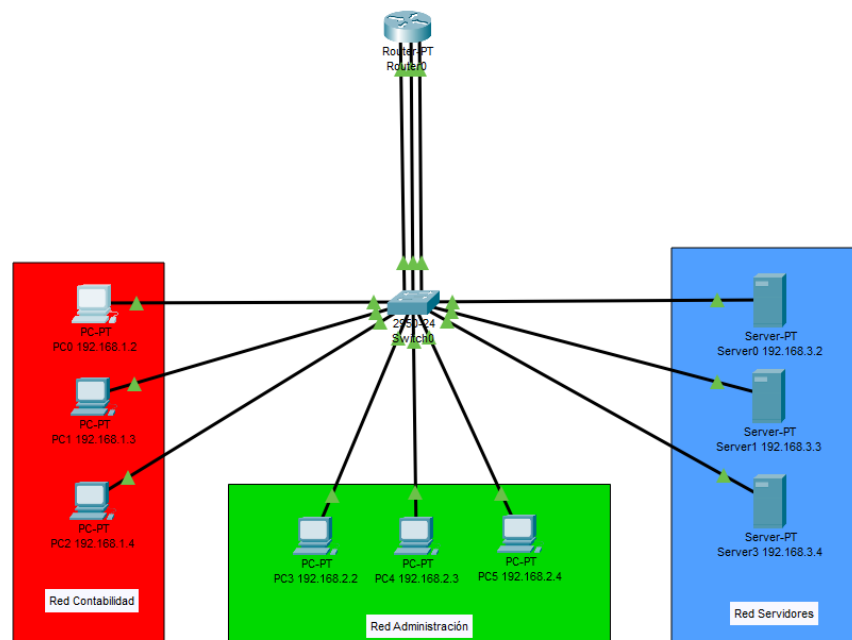 Router-PT
Router0
2950-24
Switch0
PC-PT
PC0 192.168.1.2
PC-PT
PC1 192.168.1.3
PC-PT
PC2 192.168.1.4
Red Contabilidad
PC-PT
PC3 192.168.2.2
PC-PT
PC4 192.168.2.3
PC-PT
PC5 192.168.2.4
Red Administración
Server-PT
Server0 192.168.3.2
Server-PT
Server1 192.168.3.3
Server-PT
Server3 192.168.3.4
Red Servidores